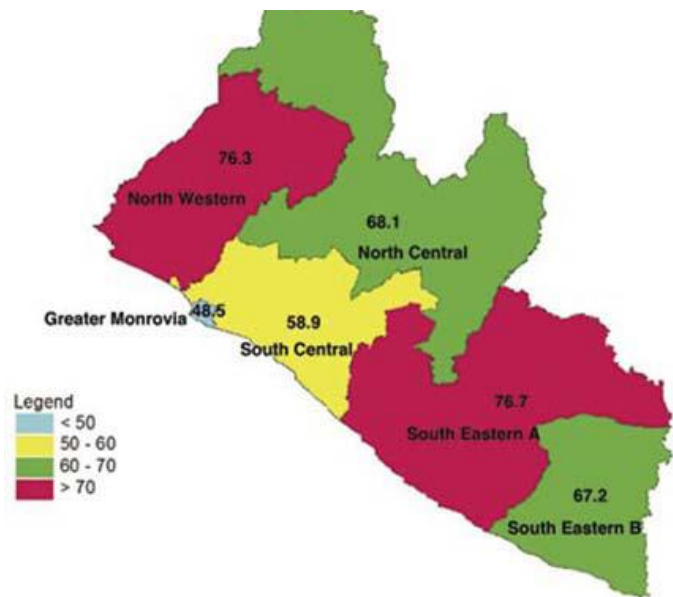 76.3
North Western
68.1
North Central
48.5
Greater Monrovia
58.9
South Central
76.7
South Eastern A
67.2
South Eastern B
Legend
< 50
50 - 60
60 - 70
> 70